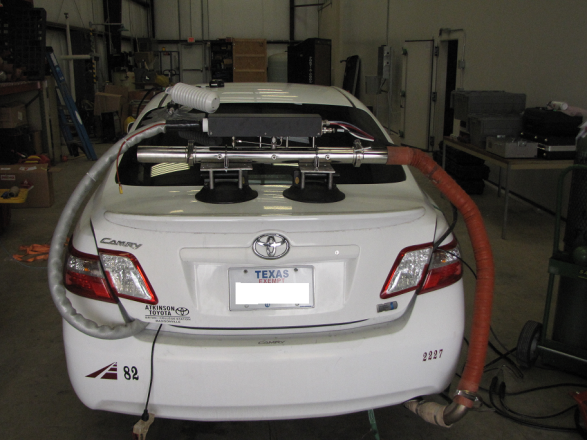 CAMRY
TEXAS
EXEMPT
ATKINSON
TOYOTA
82
2227